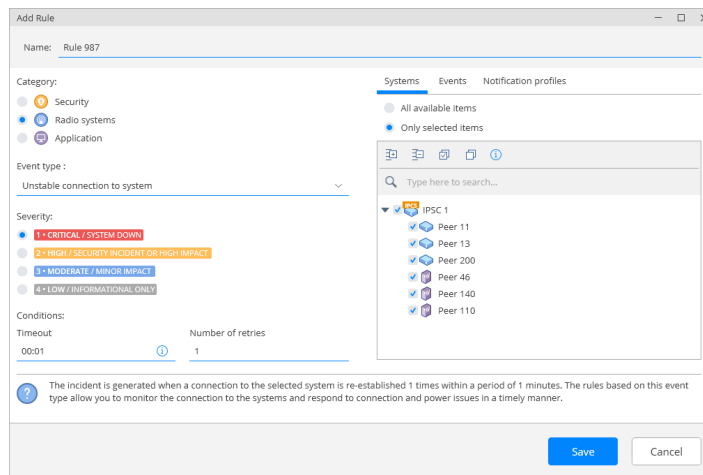 Add Rule
Name: Rule 987
Category:
Security
Radio systems
Application
Event type :
Unstable connection to system
Severity:
1 • CRITICAL / SYSTEM DOWN
2 • HIGH / SECURITY INCIDENT OR HIGH IMPACT
3 • MODERATE / MINOR IMPACT
4 • LOW / INFORMATIONAL ONLY
Conditions:
Timeout Number of retries
00:01 1
Systems Events Notification profiles
All available items
Only selected items
Type here to search...
IPCS IPSC 1
Peer 11
Peer 13
Peer 200
Peer 46
Peer 140
Peer 110
The incident is generated when a connection to the selected system is re-established 1 times within a period of 1 minutes. The rules based on this event
type allow you to monitor the connection to the systems and respond to connection and power issues in a timely manner.
Save Cancel